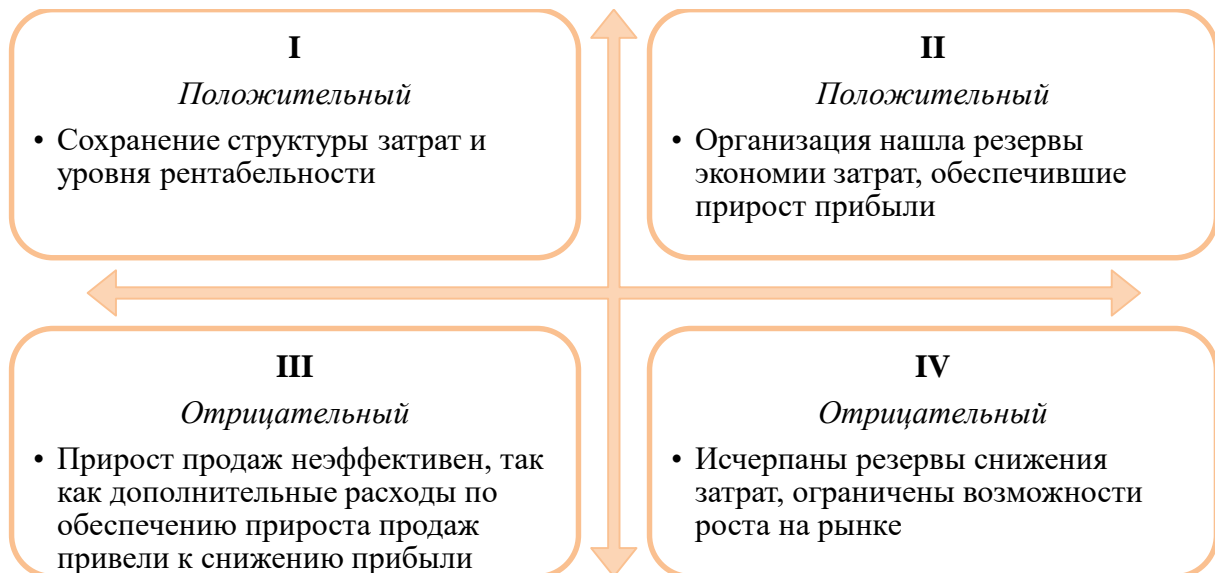 I
Положительный
• Сохранение структуры затрат и
уровня рентабельности
II
Положительный
• Организация нашла резервы
экономии затрат, обеспечившие
прирост прибыли
III
Отрицательный
• Прирост продаж неэффективен, так
как дополнительные расходы по
обеспечению прироста продаж
привели к снижению прибыли
IV
Отрицательный
• Исчерпаны резервы снижения
затрат, ограничены возможности
роста на рынке